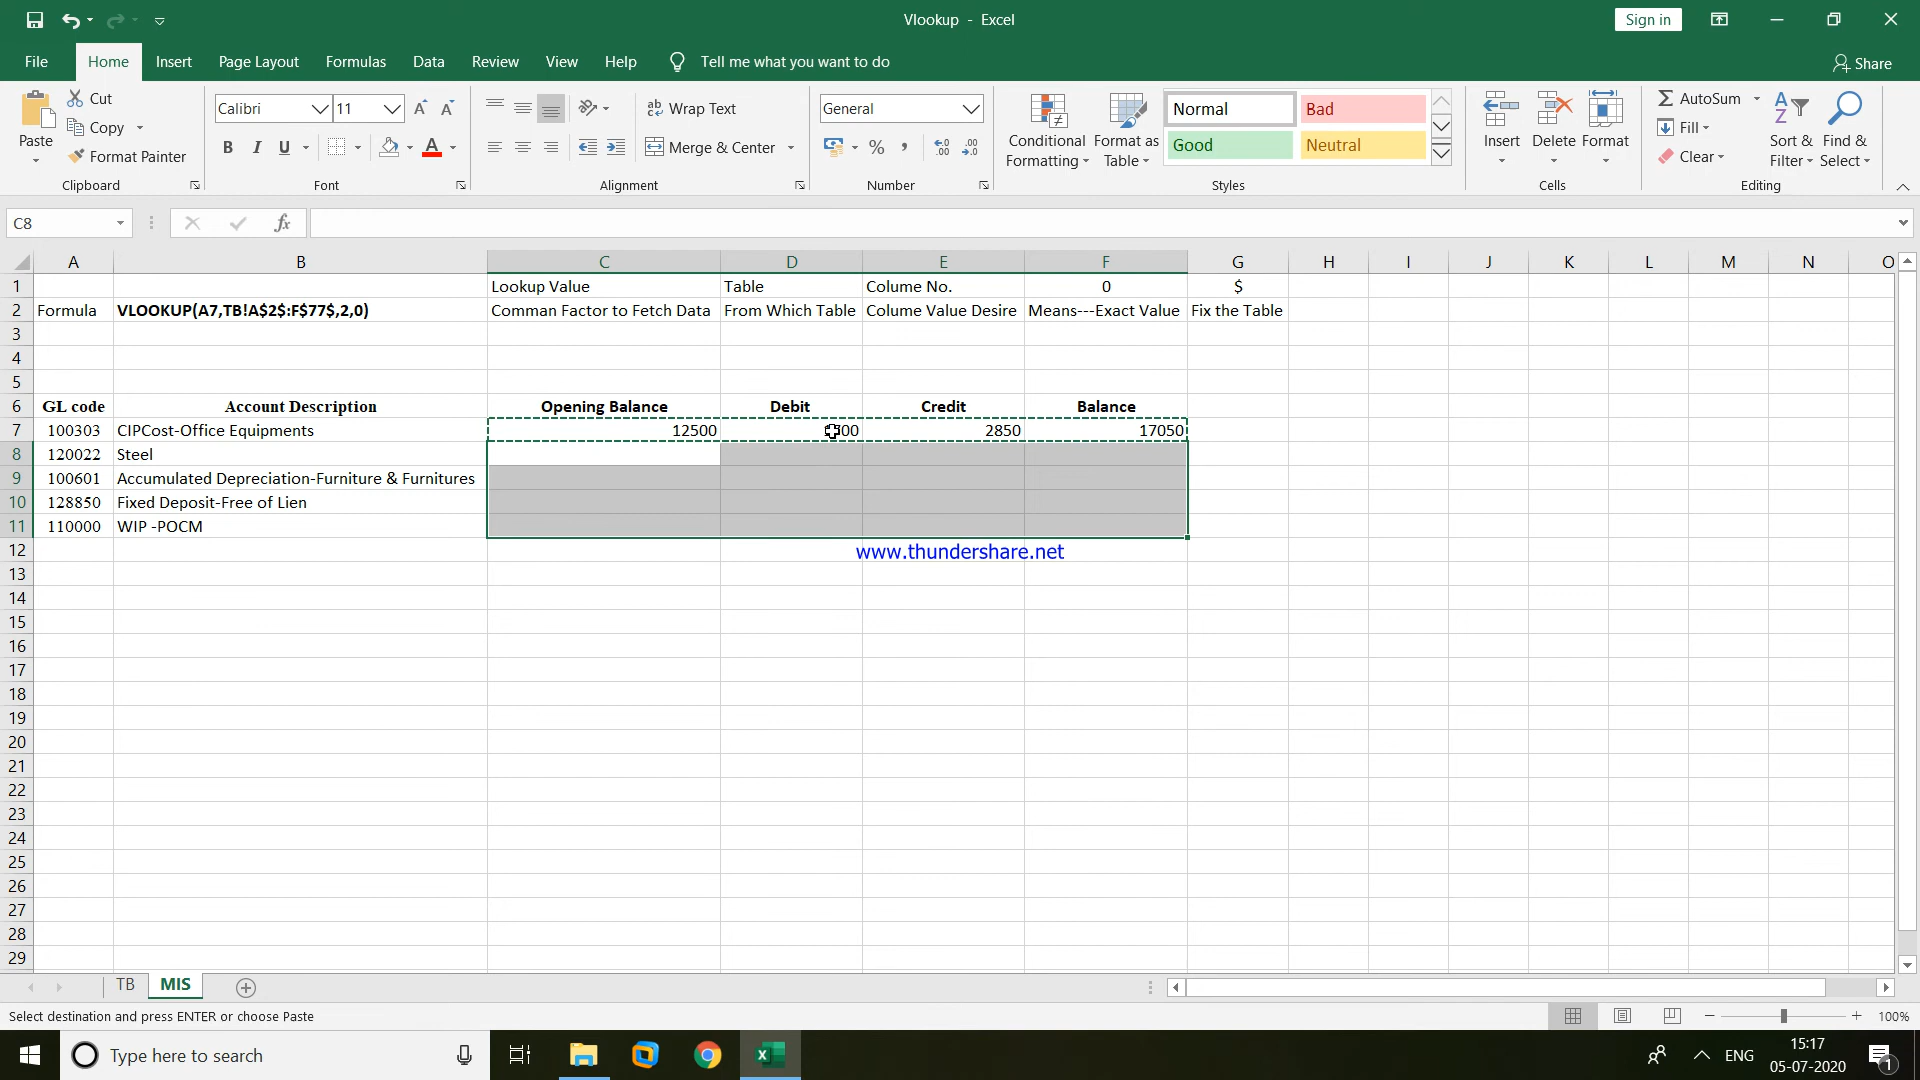 Vlookup - Excel
Sign in
File Home Insert Page Layout Formulas Data Review View Help Tell me what you want to do Share
Paste Cut Copy Format Painter
Calibri 11
B I U A
Wrap Text
Merge & Center
General
% ,
Conditional Formatting
Format as Table
Normal Bad
Good Neutral
Insert Delete Format
AutoSum
Fill
Clear
Sort & Filter
Find & Select
Clipboard Font Alignment Number Styles Cells Editing
C8 fx
A B C D E F G H I J K L M N O
1 Lookup Value Table Colume No. 0 $
2 Formula VLOOKUP(A7,TB!A$2$:F$77$,2,0) Comman Factor to Fetch Data From Which Table Colume Value Desire Means---Exact Value Fix the Table
3
4
5
6 GL code Account Description Opening Balance Debit Credit Balance
7 100303 CIPCost-Office Equipments 12500 2850 17050
8 120022 Steel
9 100601 Accumulated Depreciation-Furniture & Furnitures
10 128850 Fixed Deposit-Free of Lien
11 110000 WIP -POCM
12 www.thundershare.net
13
14
15
16
17
18
19
20
21
22
23
24
25
26
27
28
29
TB MIS
Select destination and press ENTER or choose Paste 100%
Type here to search
ENG 15:17
05-07-2020
1